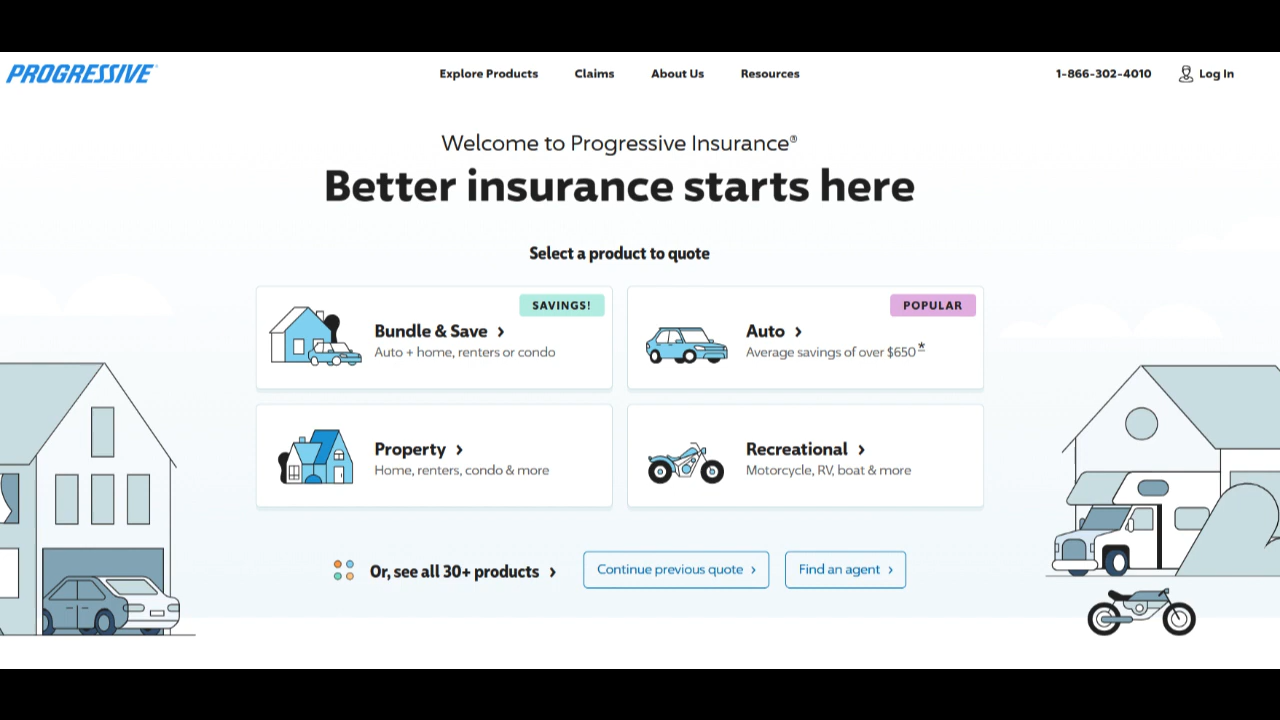 PROGRESSIVE
Explore Products
Claims
About Us
Resources
1-866-302-4010
Log In
Welcome to Progressive Insurance®
Better insurance starts here
Select a product to quote
SAVINGS!
Bundle & Save
Auto + home, renters or condo
POPULAR
Auto
Average savings of over $650*
Property
Home, renters, condo & more
Recreational
Motorcycle, RV, boat & more
Or, see all 30+ products
Continue previous quote
Find an agent